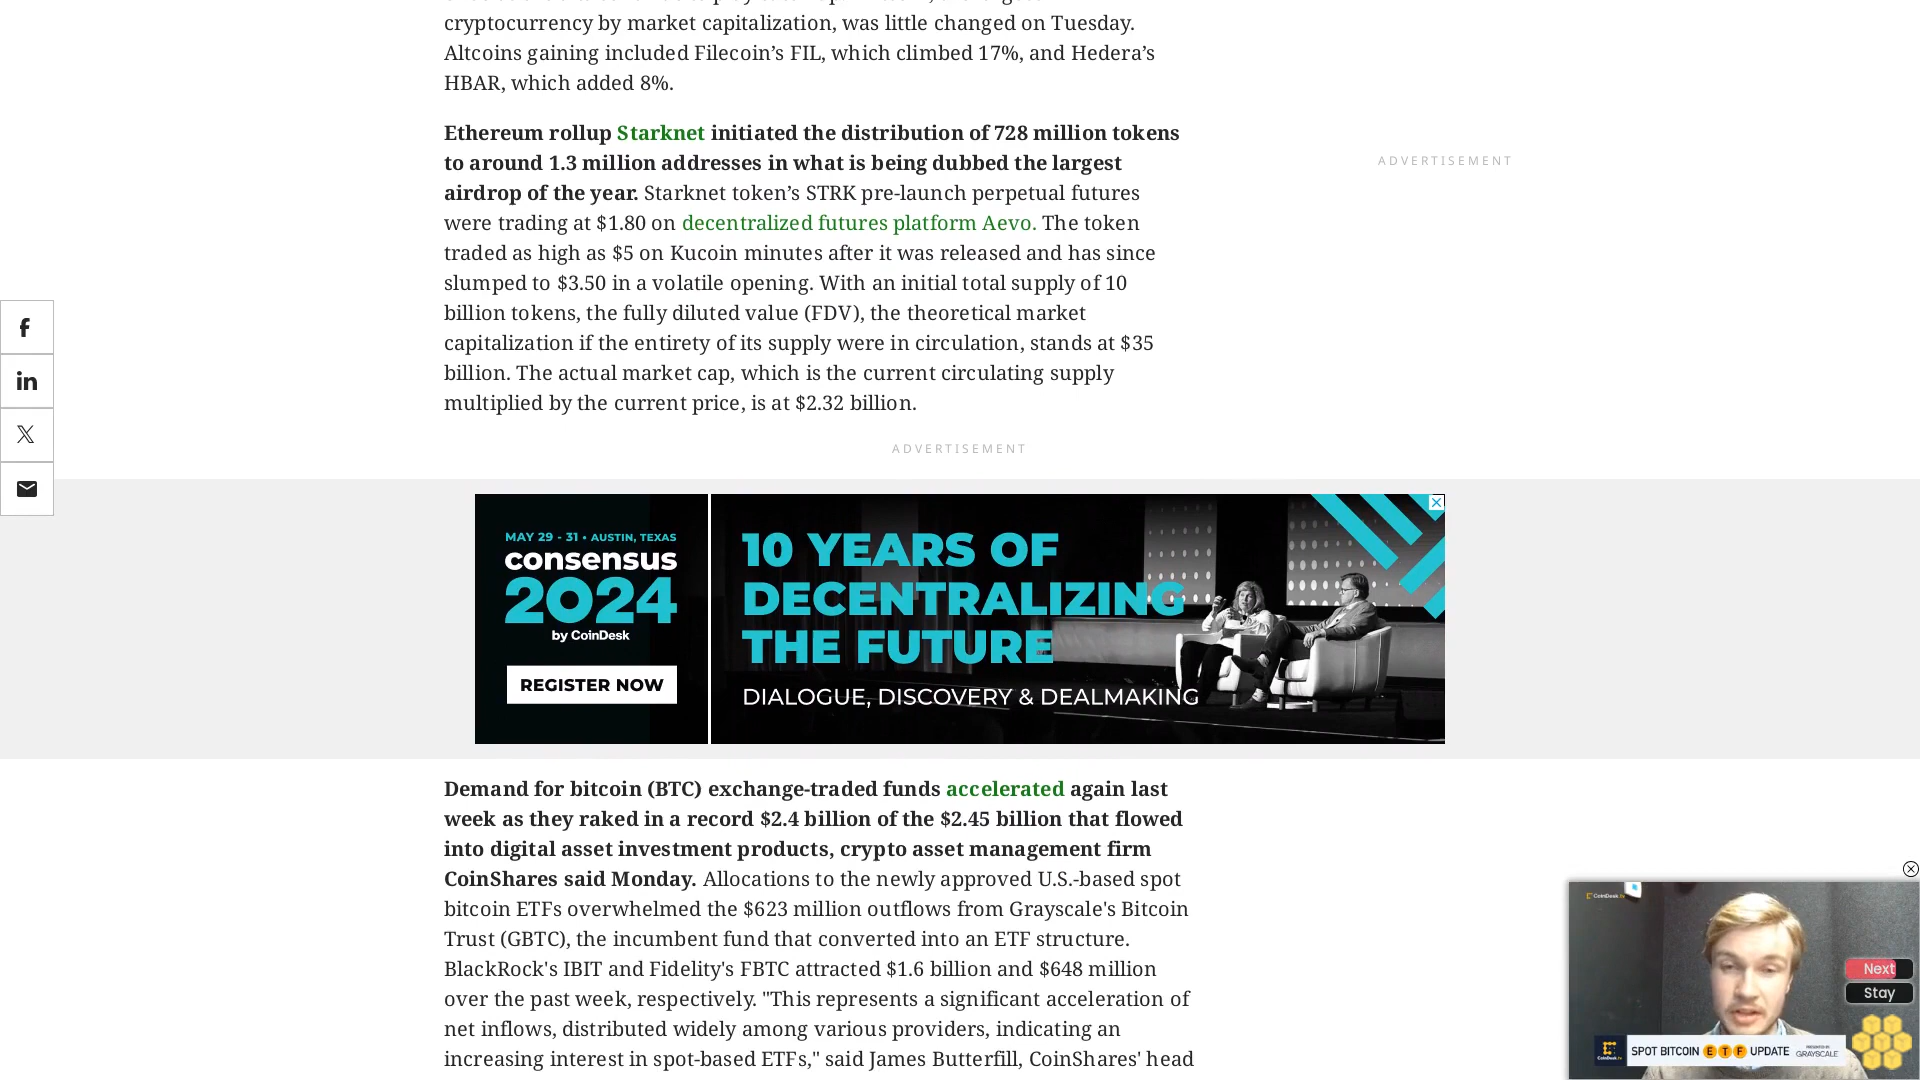 cryptocurrency by market capitalization, was little changed on Tuesday.
Altcoins gaining included Filecoin’s FIL, which climbed 17%, and Hedera’s
HBAR, which added 8%.
Ethereum rollup Starknet initiated the distribution of 728 million tokens
to around 1.3 million addresses in what is being dubbed the largest
airdrop of the year. Starknet token’s STRK pre-launch perpetual futures
were trading at $1.80 on decentralized futures platform Aevo. The token
traded as high as $5 on Kucoin minutes after it was released and has since
slumped to $3.50 in a volatile opening. With an initial total supply of 10
billion tokens, the fully diluted value (FDV), the theoretical market
capitalization if the entirety of its supply were in circulation, stands at $35
billion. The actual market cap, which is the current circulating supply
multiplied by the current price, is at $2.32 billion.
ADVERTISEMENT
ADVERTISEMENT
MAY 29 - 31 • AUSTIN, TEXAS
consensus
2024
by CoinDesk
REGISTER NOW
10 YEARS OF
DECENTRALIZING
THE FUTURE
DIALOGUE, DISCOVERY & DEALMAKING
Demand for bitcoin (BTC) exchange-traded funds accelerated again last
week as they raked in a record $2.4 billion of the $2.45 billion that flowed
into digital asset investment products, crypto asset management firm
CoinShares said Monday. Allocations to the newly approved U.S.-based spot
bitcoin ETFs overwhelmed the $623 million outflows from Grayscale's Bitcoin
Trust (GBTC), the incumbent fund that converted into an ETF structure.
BlackRock's IBIT and Fidelity's FBTC attracted $1.6 billion and $648 million
over the past week, respectively. "This represents a significant acceleration of
net inflows, distributed widely among various providers, indicating an
increasing interest in spot-based ETFs," said James Butterfill, CoinShares' head
CoinDesk tv
Next
Stay
CoinDesk tv
SPOT BITCOIN ETF UPDATE
PRESENTED BY
GRAYSCALE